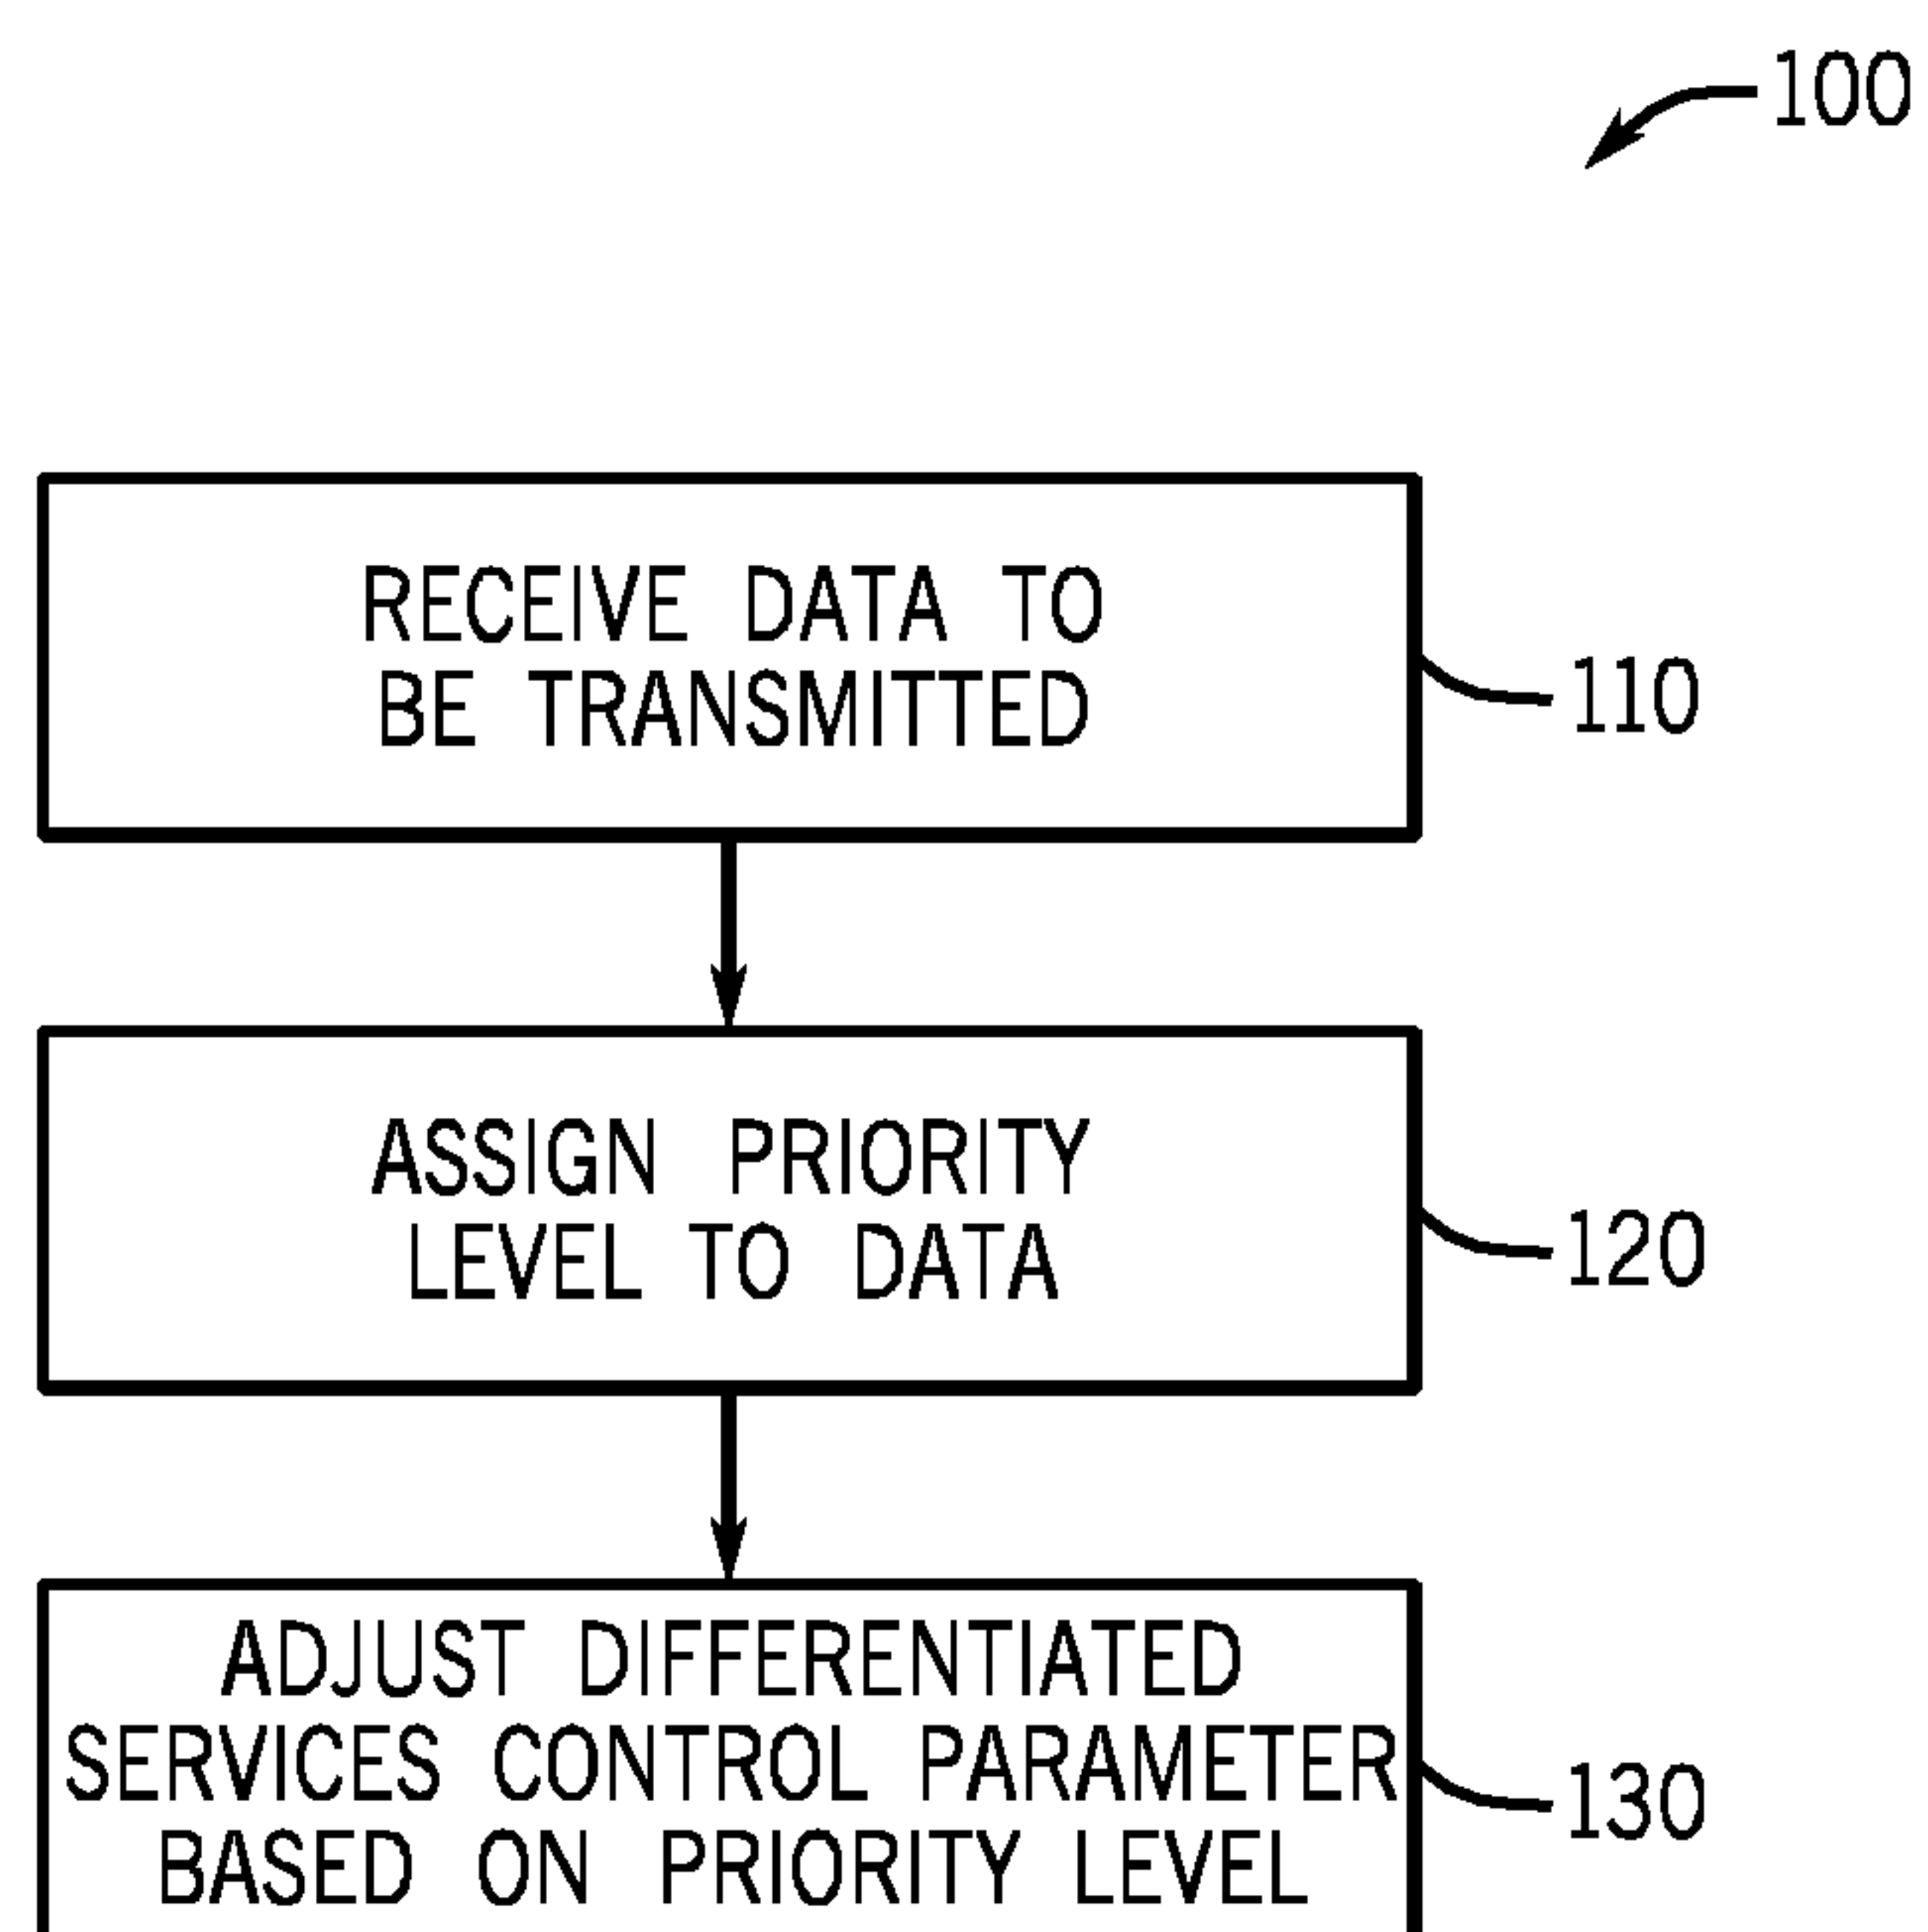 100
RECEIVE DATA TO
BE TRANSMITTED
110
ASSIGN PRIORITY
LEVEL TO DATA
120
ADJUST DIFFERENTIATED
SERVICES CONTROL PARAMETER
BASED ON PRIORITY LEVEL
130